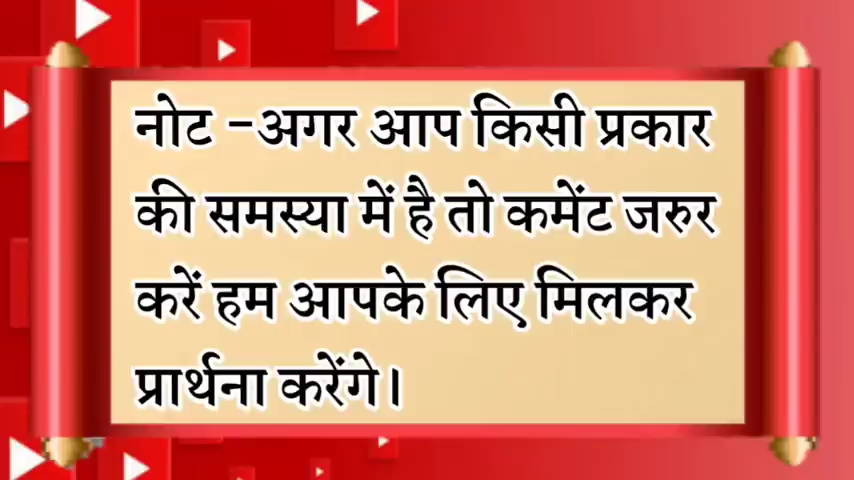 नोट -अगर आप किसी प्रकार
की समस्या में है तो कमेंट जरुर
करें हम आपके लिए मिलकर
प्रार्थना करेंगे।